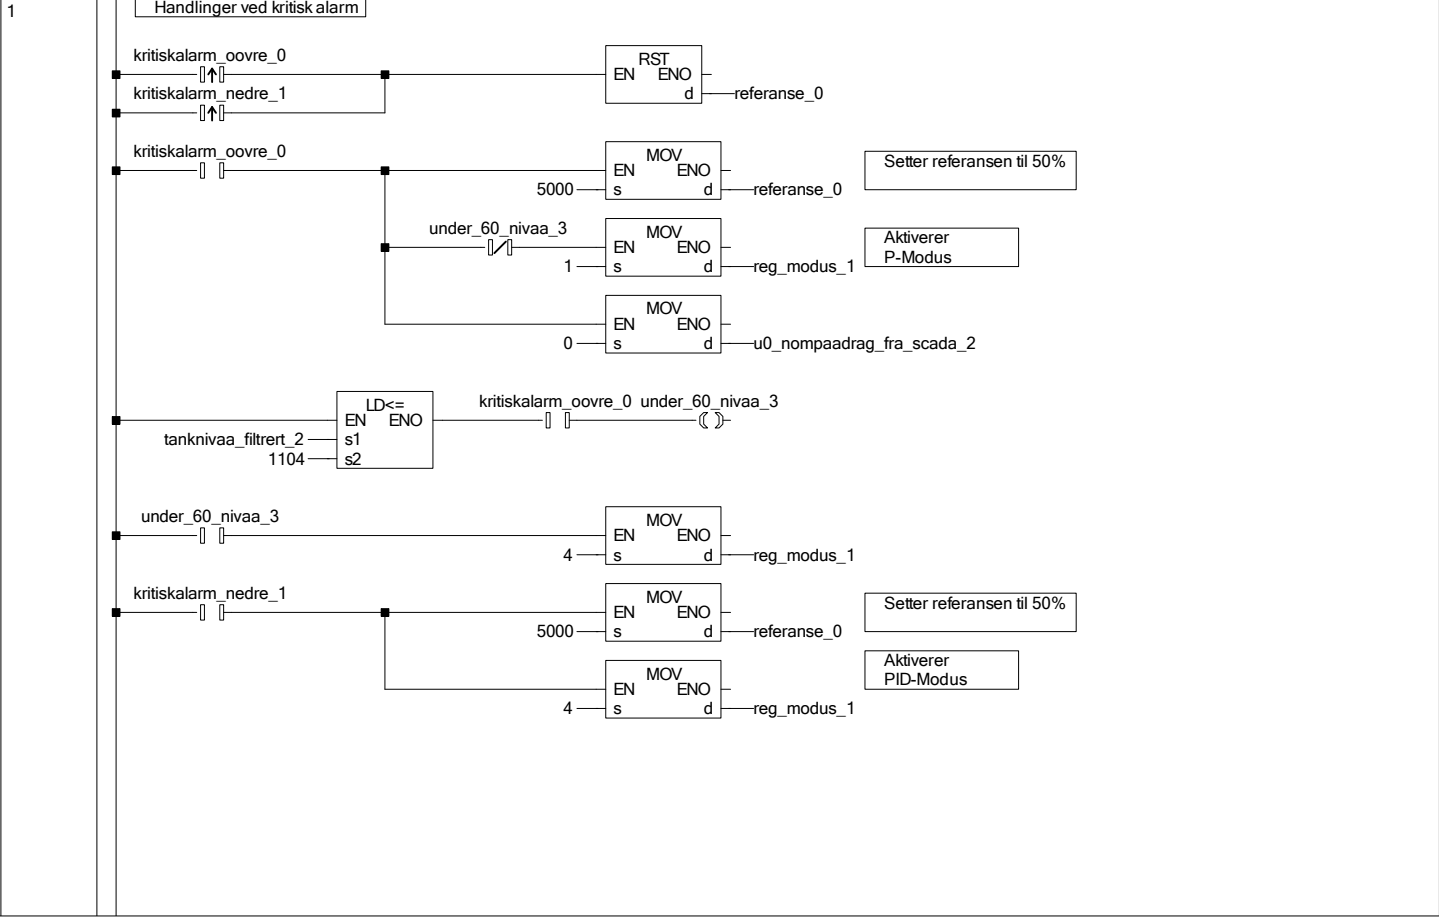 1
Handlinger ved kritisk alarm
kritiskalarm_oovre_0
RST
EN ENO
kritiskalarm_nedre_1
d referanse_0
kritiskalarm_oovre_0
MOV
EN ENO
5000 s d referanse_0
Setter referansen til 50%
under_60_nivaa_3
MOV
EN ENO
1 s d reg_modus_1
Aktiverer
P-Modus
MOV
EN ENO
0 s d u0_nompaadrag_fra_scada_2
LD<=
EN ENO
tanknivaa_filtrert_2 s1
1104 s2
kritiskalarm_oovre_0 under_60_nivaa_3
under_60_nivaa_3
MOV
EN ENO
4 s d reg_modus_1
kritiskalarm_nedre_1
MOV
EN ENO
5000 s d referanse_0
Setter referansen til 50%
MOV
EN ENO
4 s d reg_modus_1
Aktiverer
PID-Modus